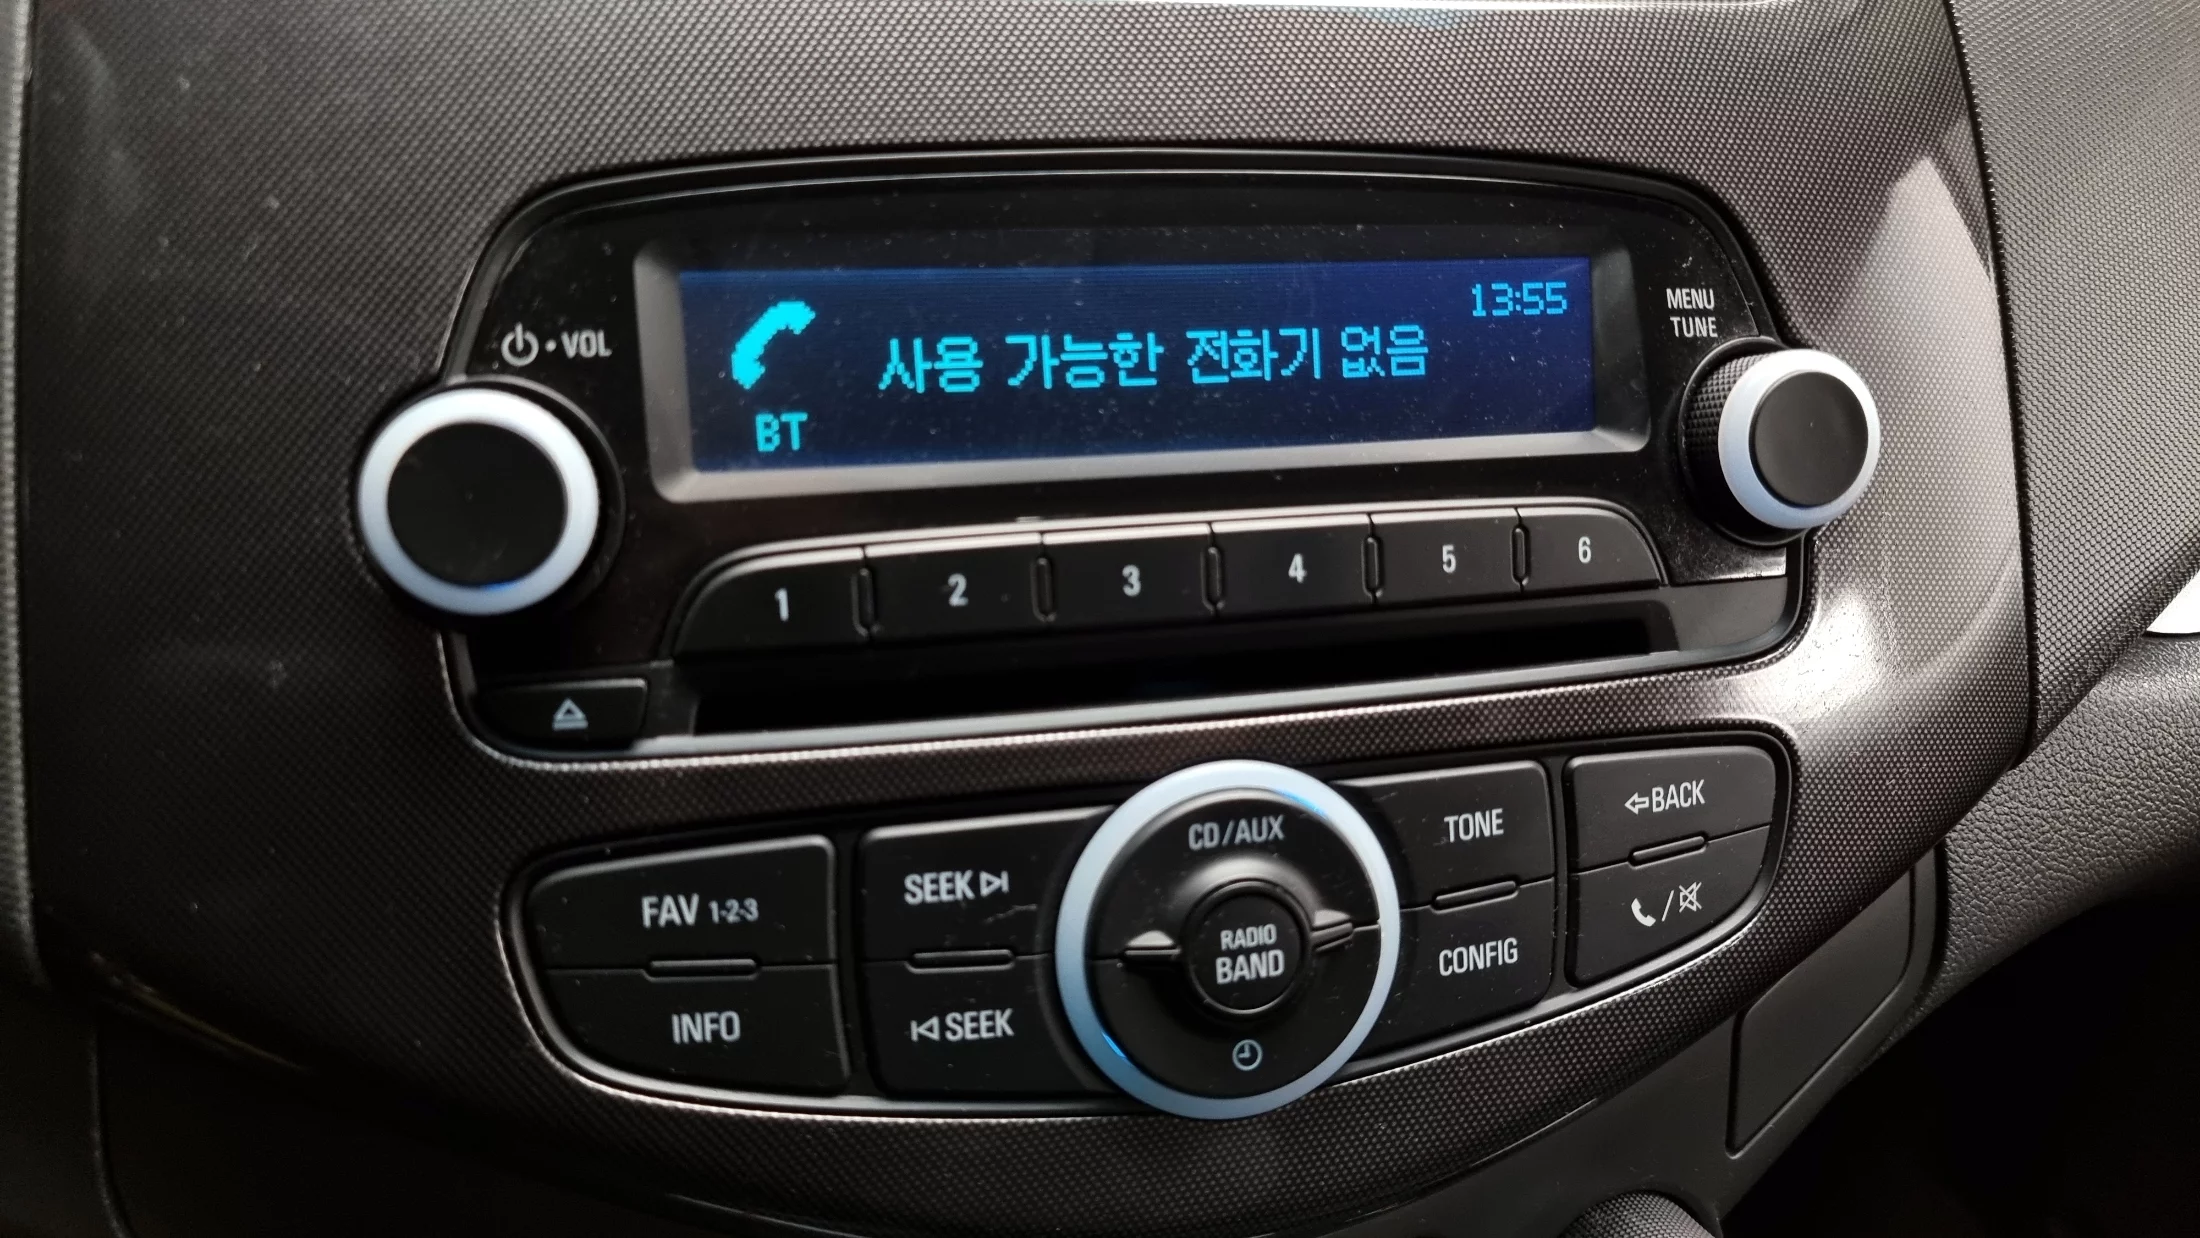 13:55
사용 가능한 전화기 없음
BT
VOL
MENU
TUNE
1
2
3
4
5
6
FAV 1-2-3
INFO
SEEK
SEEK
CD/AUX
RADIO
BAND
TONE
CONFIG
BACK